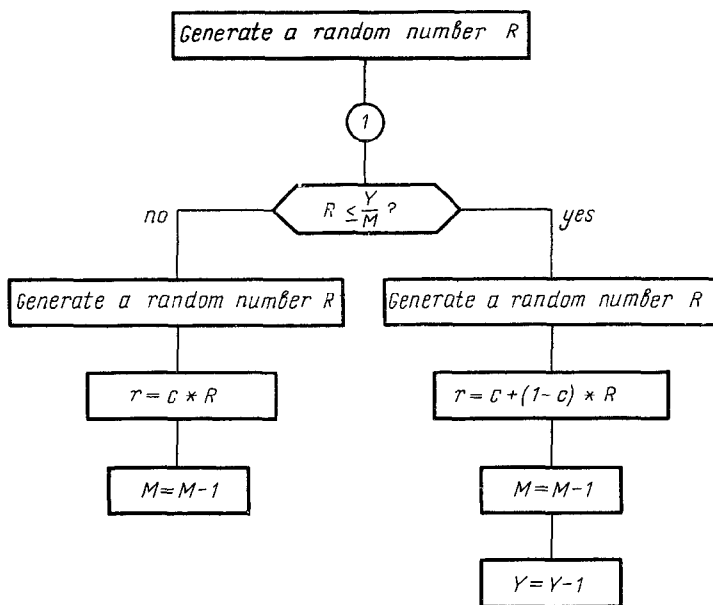 Generate a random number R
1
R ≤ Y/M ?
no
yes
Generate a random number R
Generate a random number R
r = c * R
r = c + (1 - c) * R
M = M - 1
M = M - 1
Y = Y - 1